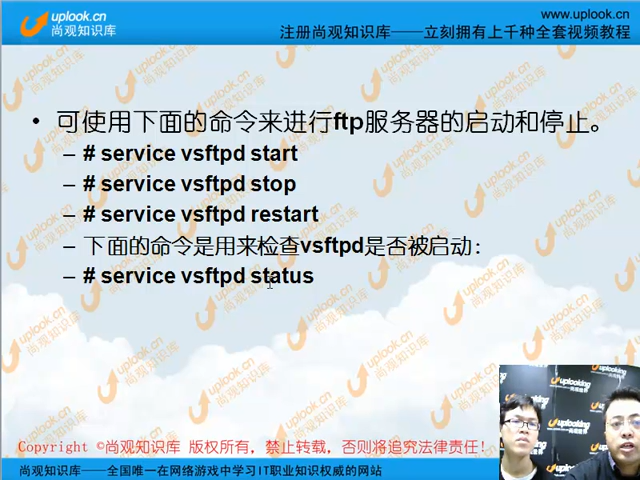 uplook.cn
尚观知识库
www.uplook.cn
注册尚观知识库——立刻拥有上千种全套视频教程
• 可使用下面的命令来进行ftp服务器的启动和停止。
– # service vsftpd start
– # service vsftpd stop
– # service vsftpd restart
– 下面的命令是用来检查vsftpd是否被启动：
– # service vsftpd status
Copyright ©尚观知识库 版权所有，禁止转载，否则将追究法律责任！
尚观知识库——全国唯一在网络游戏中学习IT职业知识权威的网站